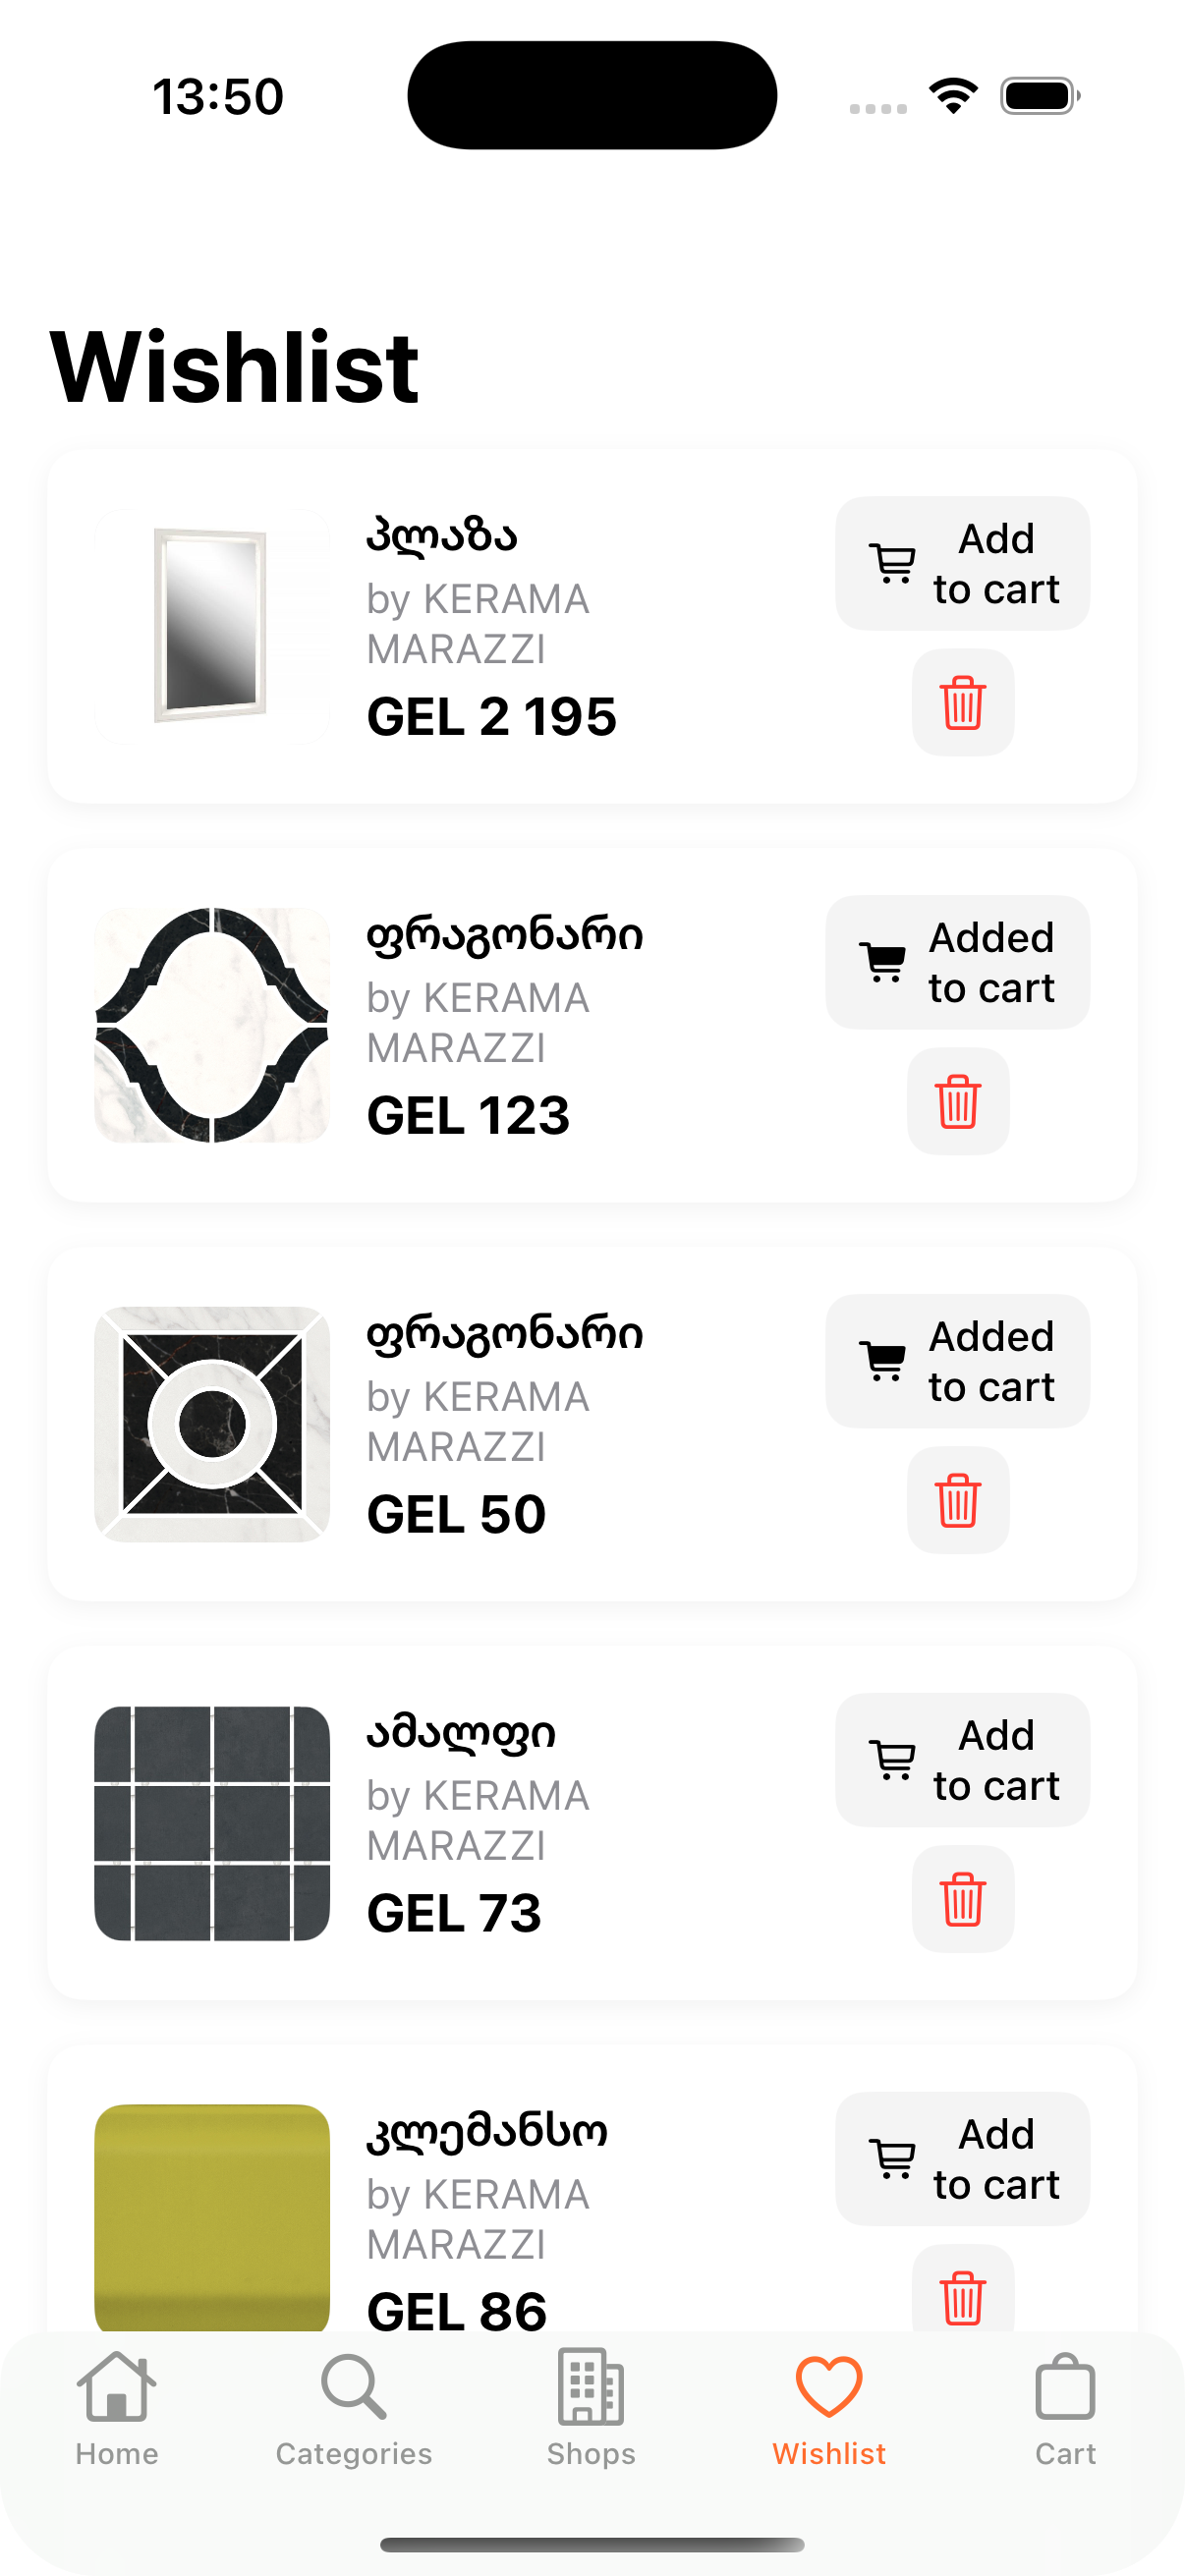 13:50
Wishlist
პლაზა
by KERAMA
MARAZZI
GEL 2 195
Add
to cart
ფრაგონარი
by KERAMA
MARAZZI
GEL 123
Added
to cart
ფრაგონარი
by KERAMA
MARAZZI
GEL 50
Added
to cart
ამალფი
by KERAMA
MARAZZI
GEL 73
Add
to cart
კლემანსო
by KERAMA
MARAZZI
GEL 86
Add
to cart
Home
Categories
Shops
Wishlist
Cart